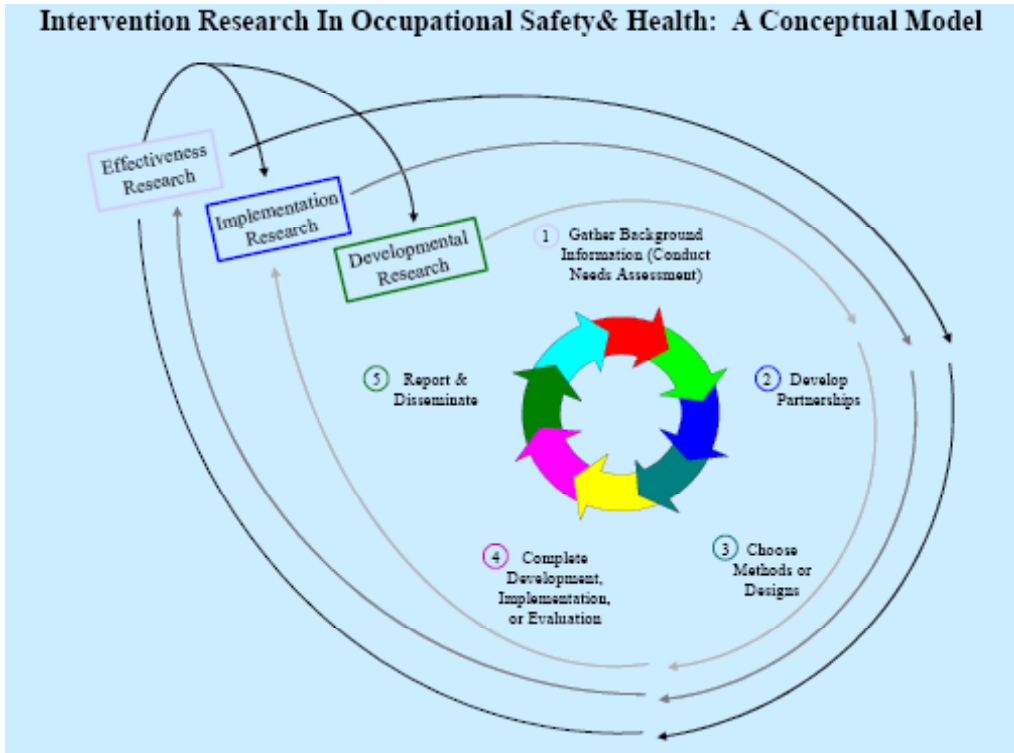 Intervention Research In Occupational Safety& Health: A Conceptual Model
Effectiveness
Research
Implementation
Research
Developmental
Research
1 Gather Background
Information (Conduct
Needs Assessment)
2 Develop
Partnerships
3 Choose
Methods or
Designs
4 Complete
Development,
Implementation,
or Evaluation
5 Report &
Disseminate